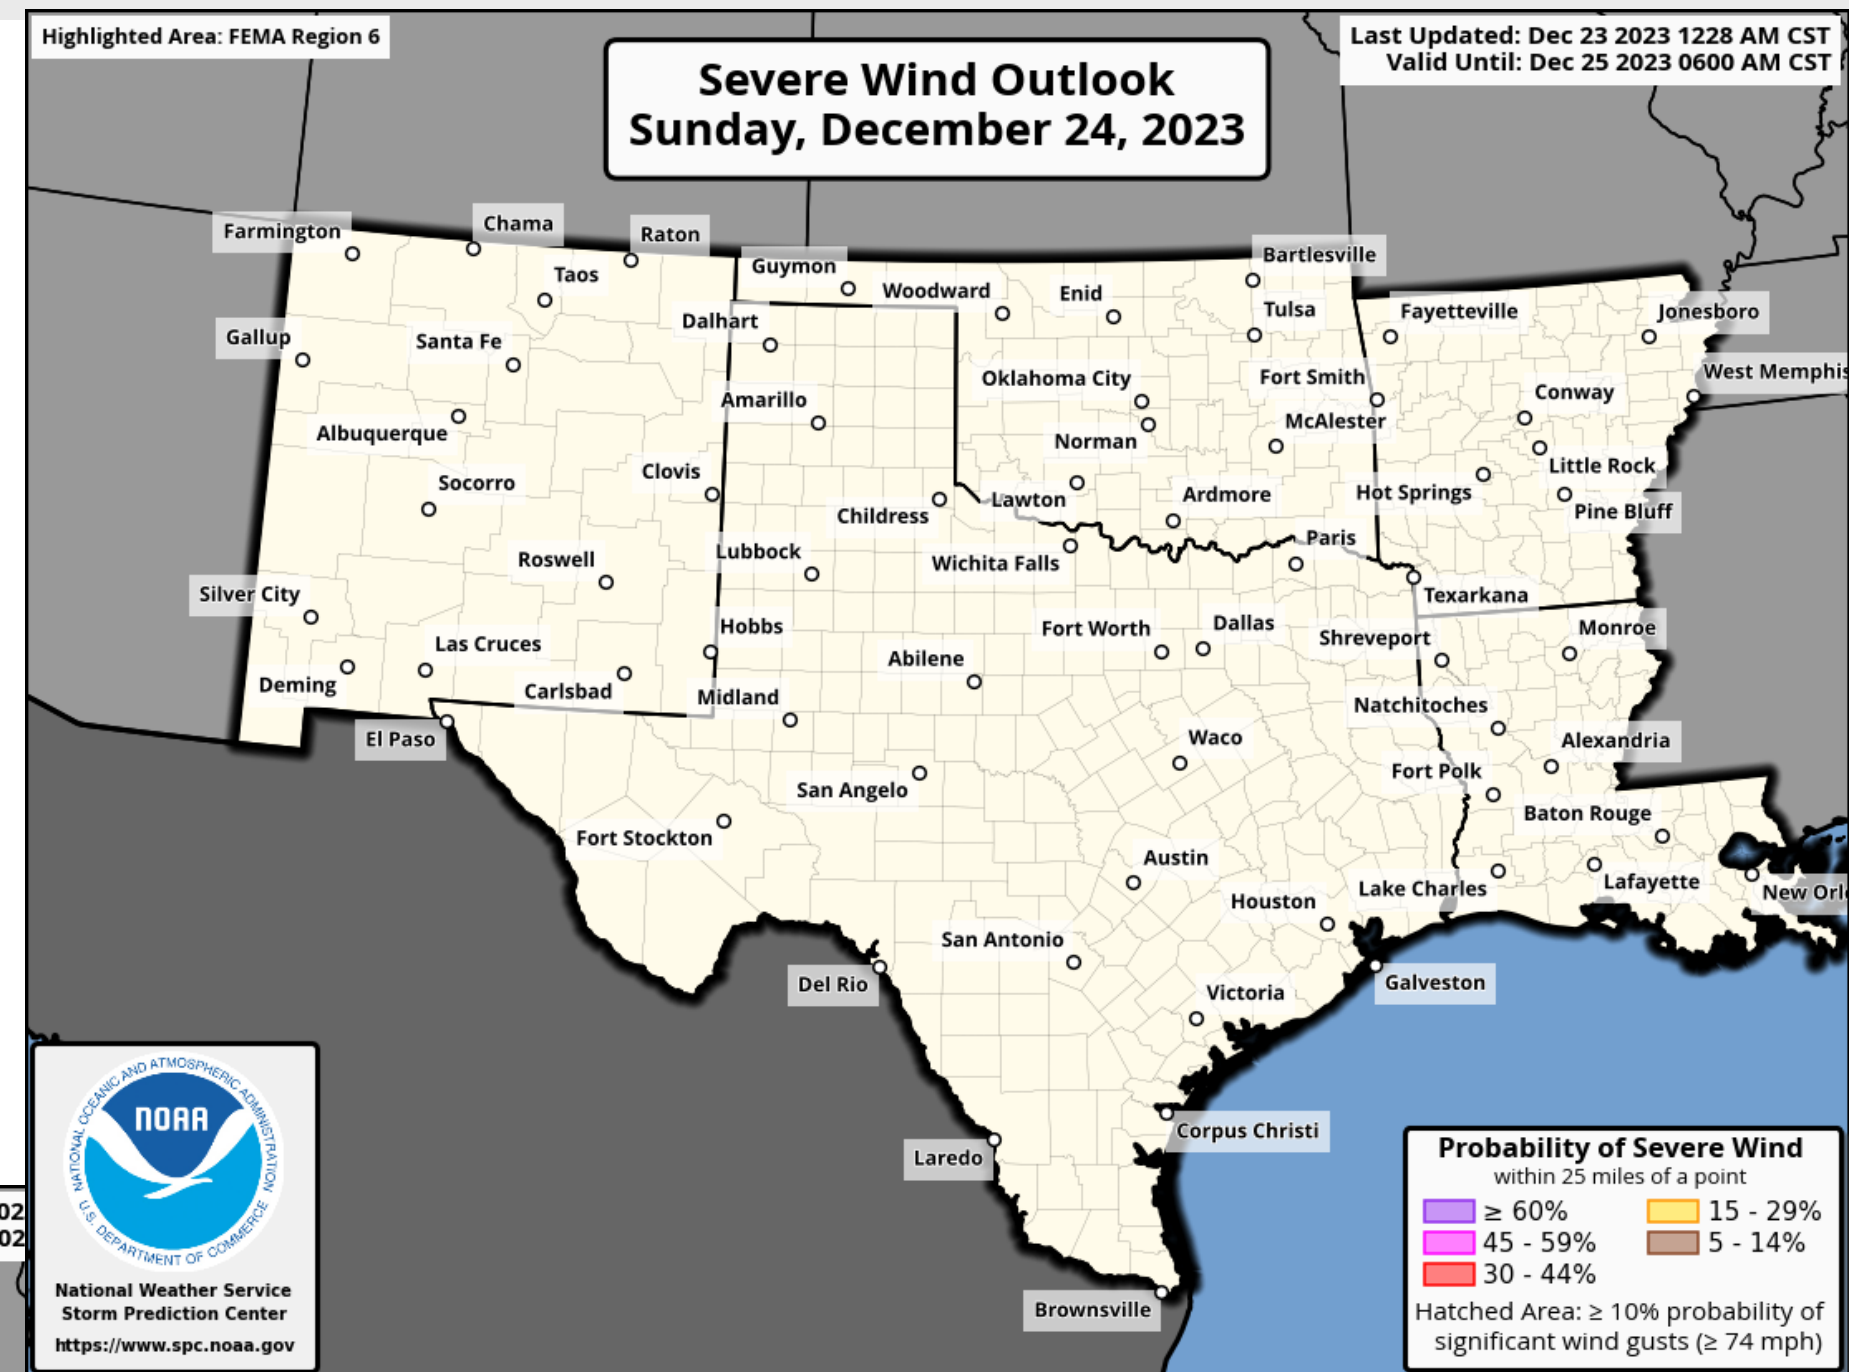 Highlighted Area: FEMA Region 6
Last Updated: Dec 23 2023 1228 AM CST
Valid Until: Dec 25 2023 0600 AM CST
Severe Wind Outlook
Sunday, December 24, 2023
Farmington
Chama
Raton
Taos
Guymon
Woodward
Enid
Bartlesville
Tulsa
Fayetteville
Jonesboro
Gallup
Santa Fe
Dalhart
Oklahoma City
Fort Smith
West Memphis
Conway
Albuquerque
Amarillo
Norman
McAlester
Little Rock
Socorro
Clovis
Childress
Lawton
Ardmore
Hot Springs
Pine Bluff
Roswell
Lubbock
Wichita Falls
Paris
Silver City
Texarkana
Las Cruces
Hobbs
Abilene
Fort Worth
Dallas
Shreveport
Monroe
Deming
Carlsbad
Midland
Natchitoches
El Paso
Waco
Alexandria
San Angelo
Fort Polk
Fort Stockton
Baton Rouge
Austin
Lake Charles
Lafayette
New Orl
Houston
San Antonio
Del Rio
Victoria
Galveston
Corpus Christi
Laredo
Brownsville
02
02
NATIONAL OCEANIC AND ATMOSPHERIC ADMINISTRATION
NOAA
U.S. DEPARTMENT OF COMMERCE
National Weather Service
Storm Prediction Center
https://www.spc.noaa.gov
Probability of Severe Wind
within 25 miles of a point
≥ 60%
15 - 29%
45 - 59%
5 - 14%
30 - 44%
Hatched Area: ≥ 10% probability of
significant wind gusts (≥ 74 mph)